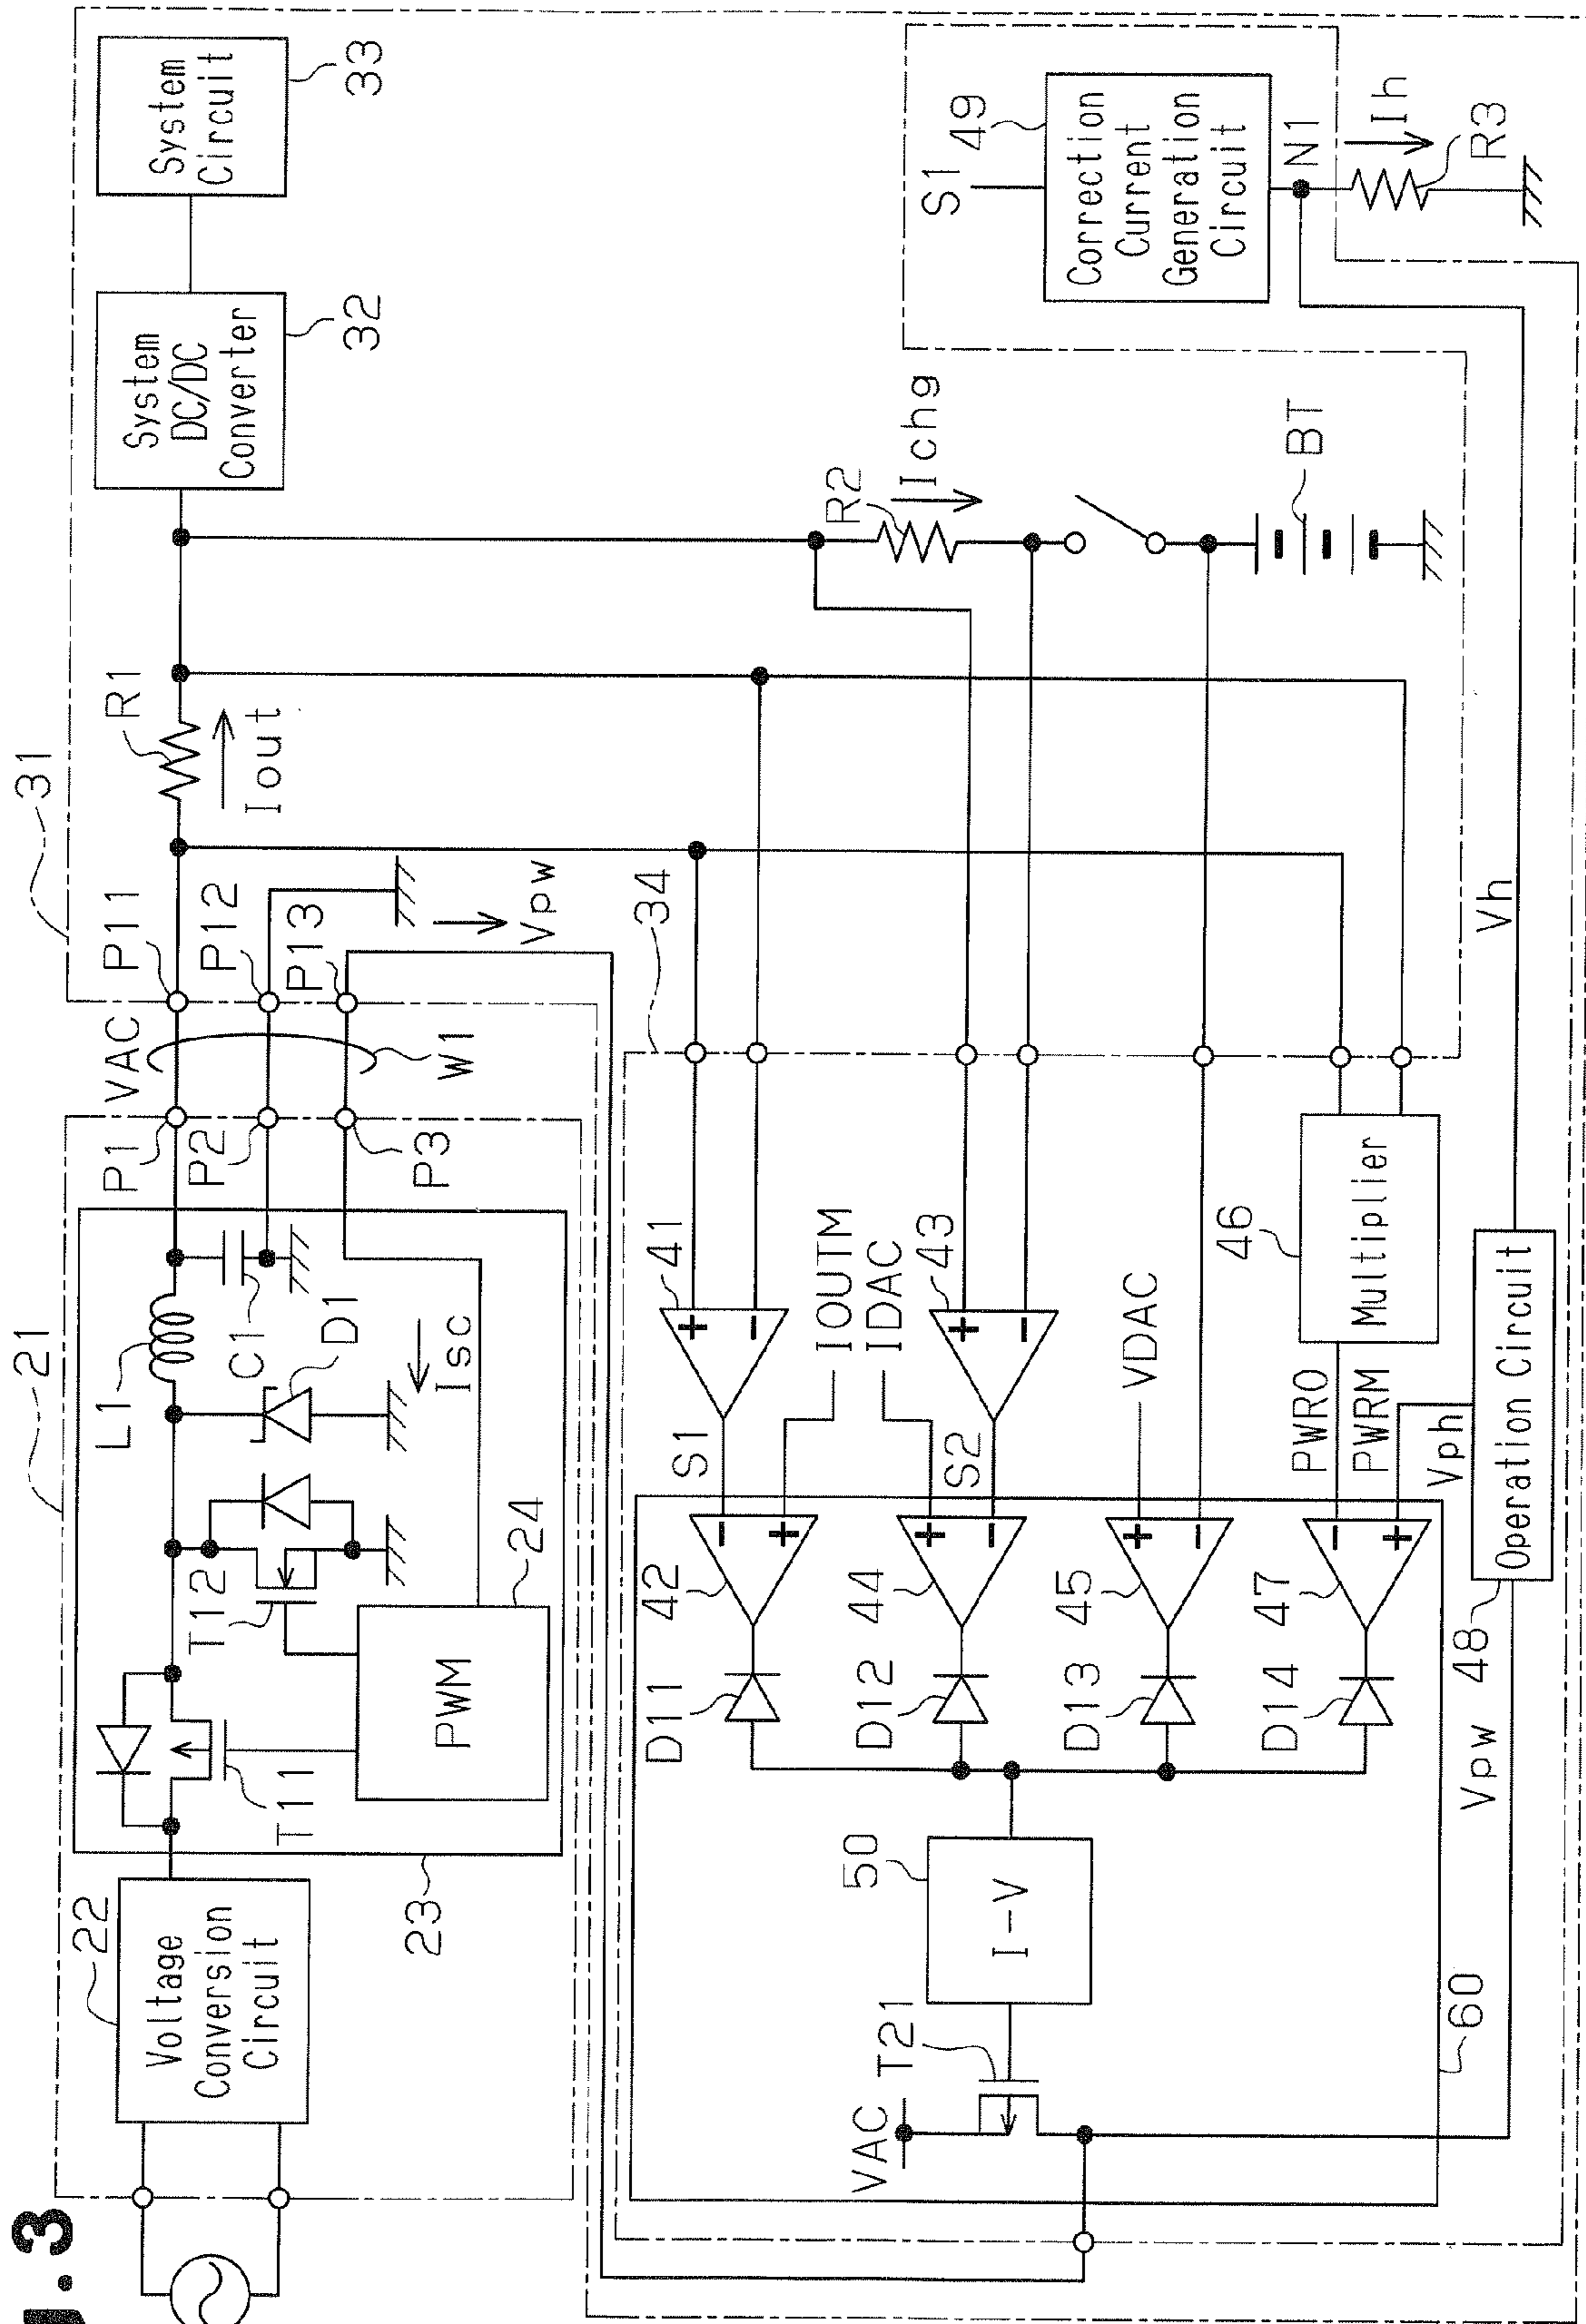 .3
21
22
Voltage
Conversion
Circuit
23
T11
T12
PWM
24
L1
D1
C1
Isc
P1
P2
P3
VAC
W1
P11
P12
P13
Vpw
31
R1
Iout
System
DC/DC
Converter
32
System
Circuit
33
34
R2
Ichg
BT
S1
49
Correction
Current
Generation
Circuit
N1
Ih
R3
Vh
41
43
IOUTM
IDAC
S1
S2
VDAC
46
Multiplier
PWRO
PWRM
Vph
Operation Circuit
48
Vpw
42
44
45
47
D11
D12
D13
D14
50
I-V
T21
VAC
60